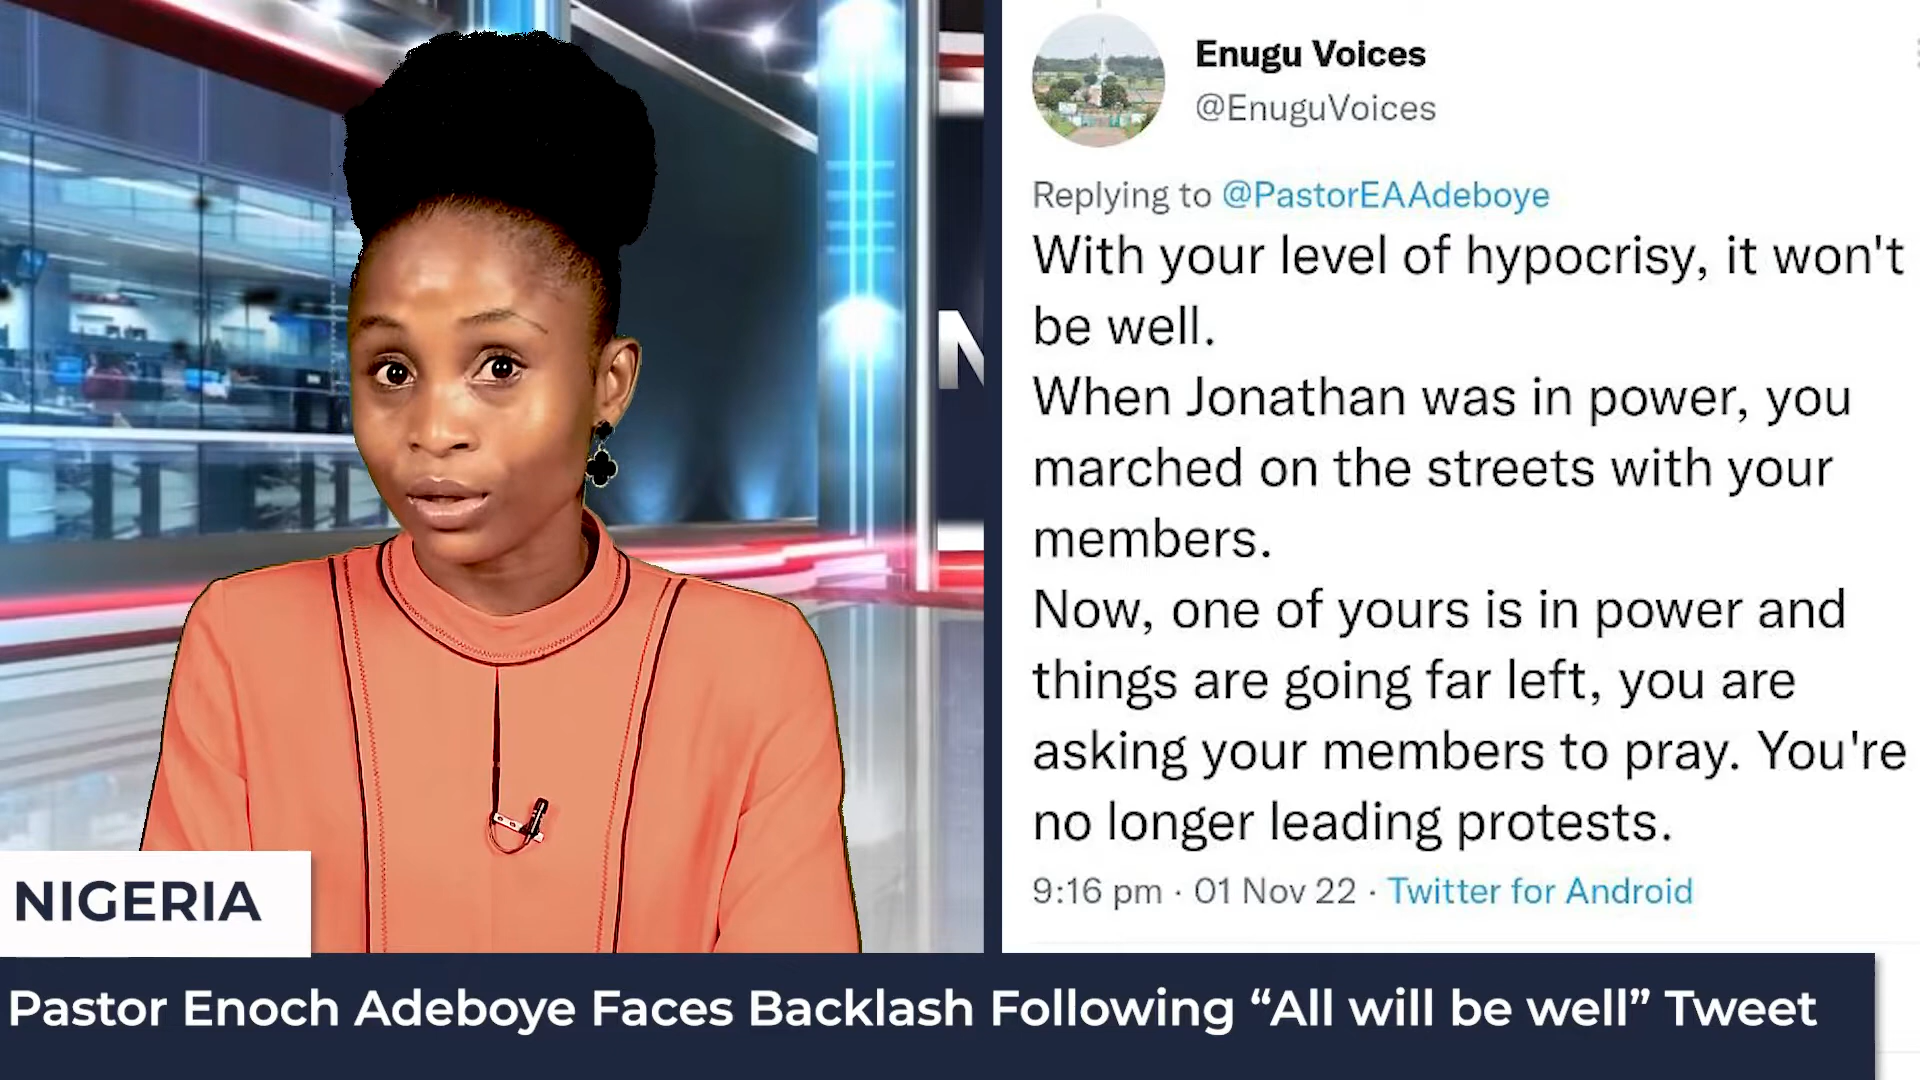 Enugu Voices
@EnuguVoices
Replying to @PastorEAAdeboye
With your level of hypocrisy, it won't
be well.
When Jonathan was in power, you
marched on the streets with your
members.
Now, one of yours is in power and
things are going far left, you are
asking your members to pray. You're
no longer leading protests.
9:16 pm · 01 Nov 22 · Twitter for Android
N
NIGERIA
Pastor Enoch Adeboye Faces Backlash Following “All will be well” Tweet